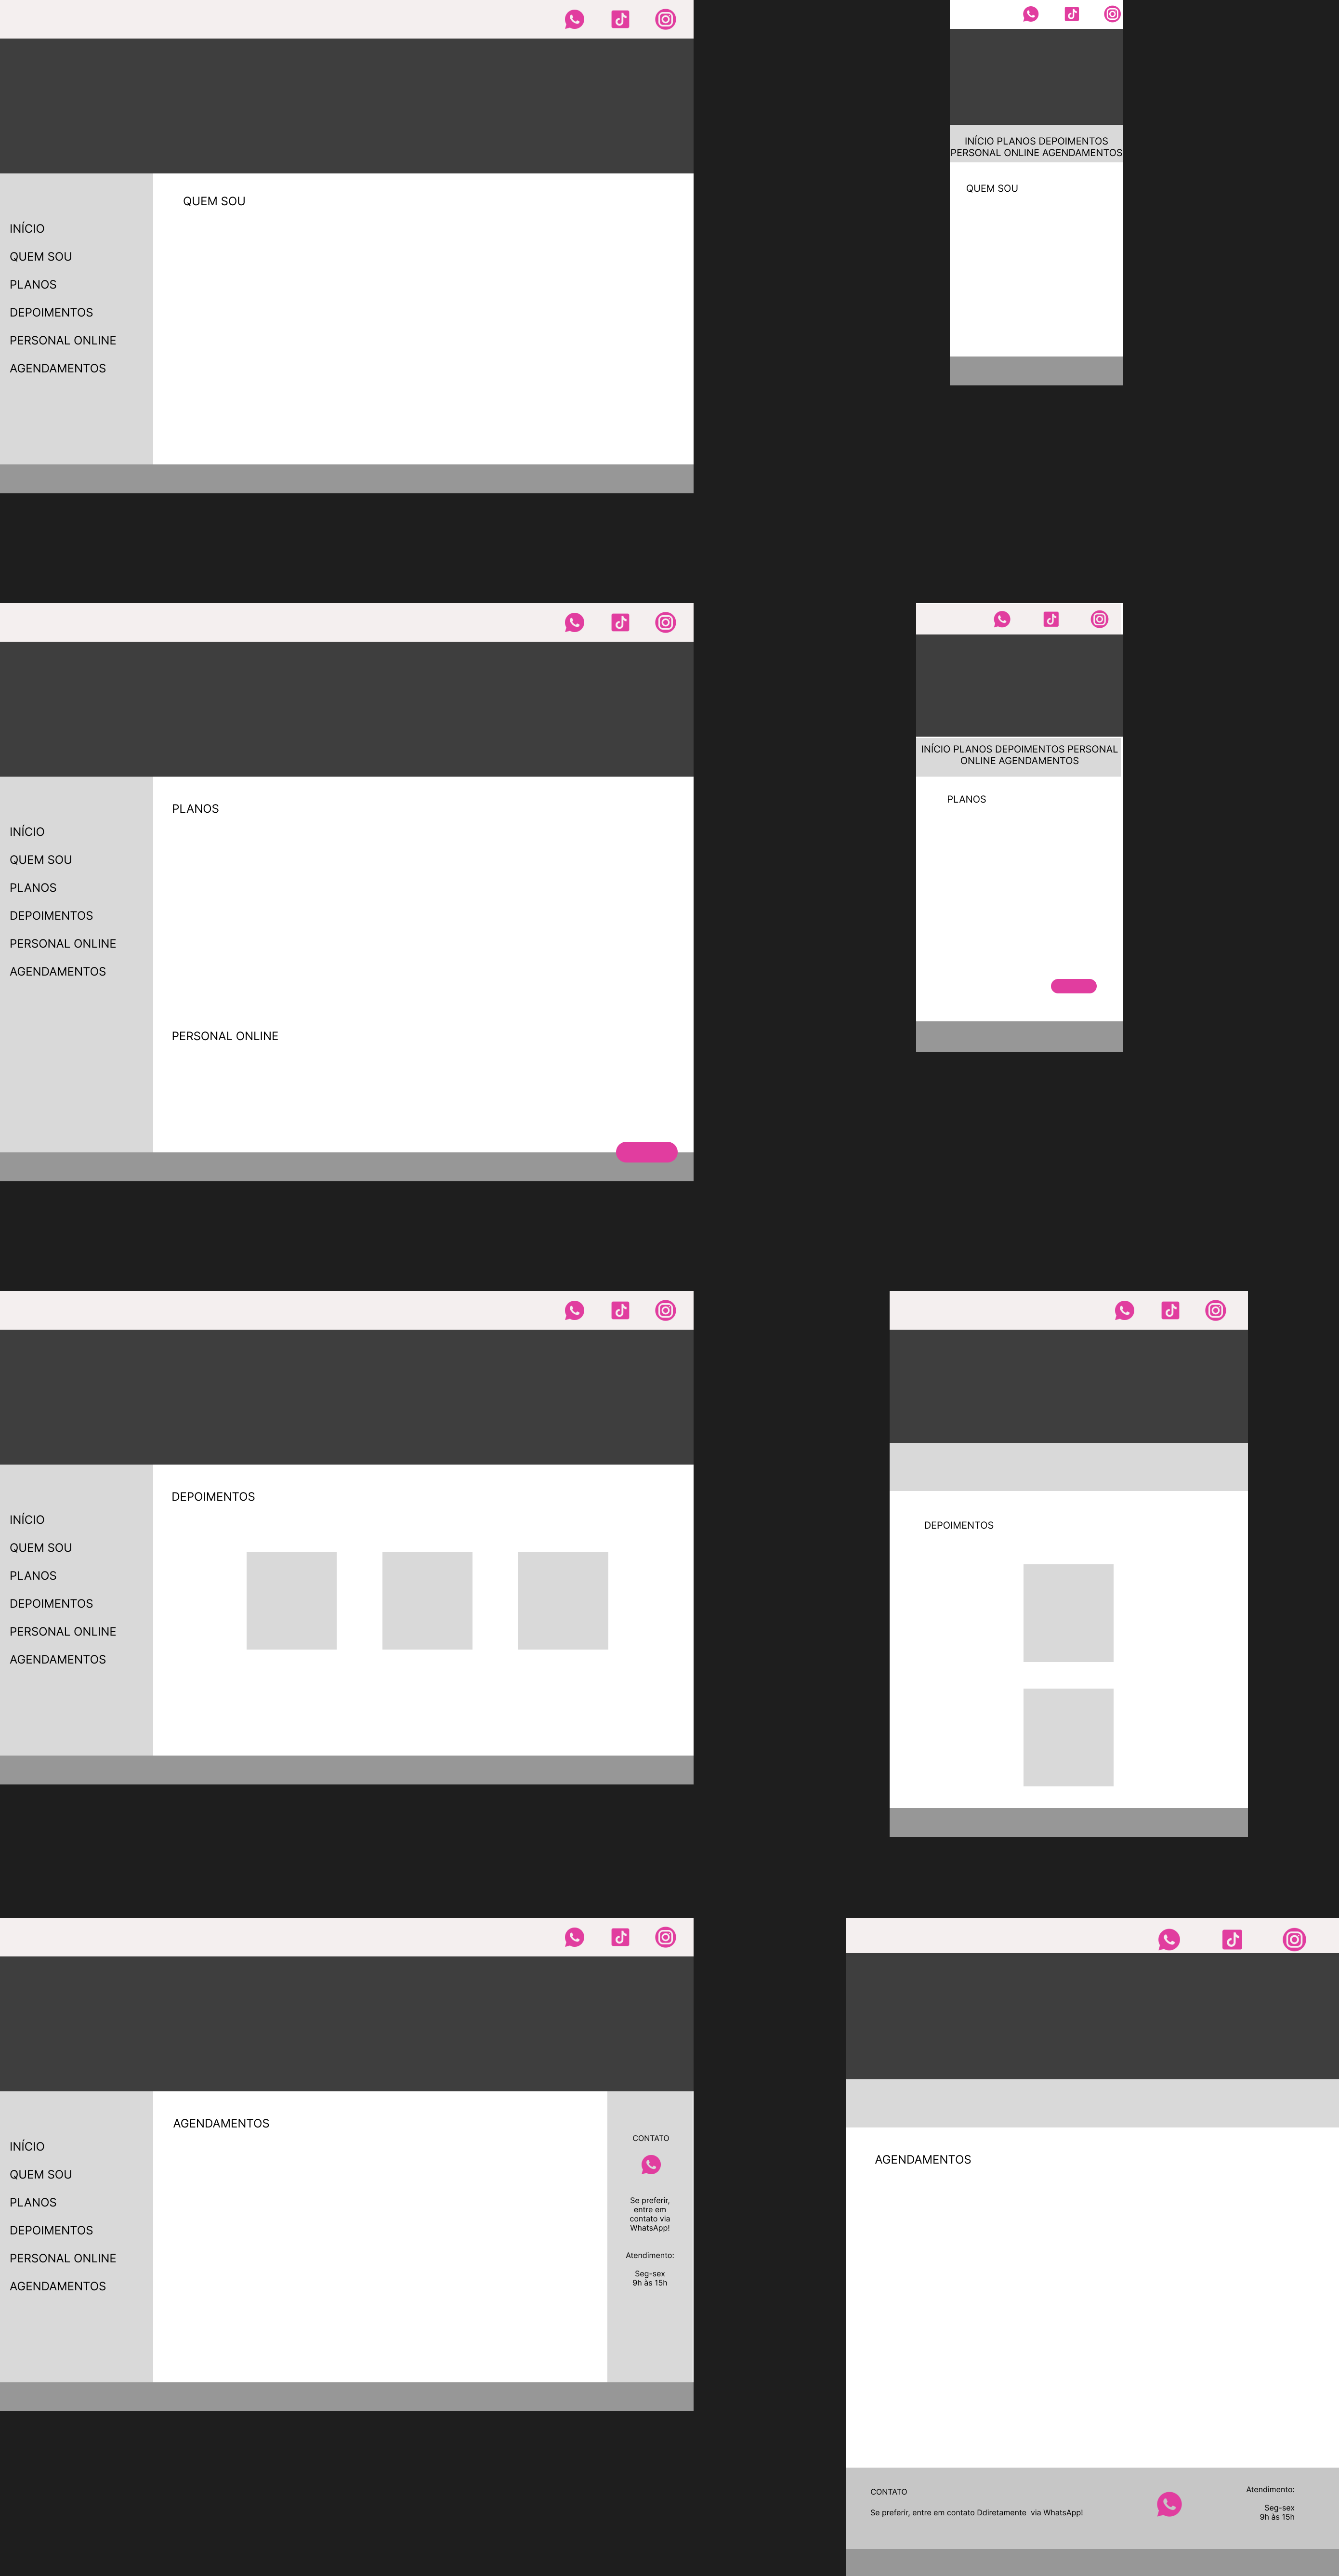 QUEM SOU
INÍCIO
QUEM SOU
PLANOS
DEPOIMENTOS
PERSONAL ONLINE
AGENDAMENTOS
INÍCIO PLANOS DEPOIMENTOS
PERSONAL ONLINE AGENDAMENTOS
QUEM SOU
PLANOS
INÍCIO
QUEM SOU
PLANOS
DEPOIMENTOS
PERSONAL ONLINE
AGENDAMENTOS
PERSONAL ONLINE
INÍCIO PLANOS DEPOIMENTOS PERSONAL
ONLINE AGENDAMENTOS
PLANOS
DEPOIMENTOS
INÍCIO
QUEM SOU
PLANOS
DEPOIMENTOS
PERSONAL ONLINE
AGENDAMENTOS
DEPOIMENTOS
AGENDAMENTOS
INÍCIO
QUEM SOU
PLANOS
DEPOIMENTOS
PERSONAL ONLINE
AGENDAMENTOS
CONTATO
Se preferir,
entre em
contato via
WhatsApp!
Atendimento:
Seg-sex
9h às 15h
AGENDAMENTOS
CONTATO
Se preferir, entre em contato Ddiretamente  via WhatsApp!
Atendimento:
Seg-sex
9h às 15h